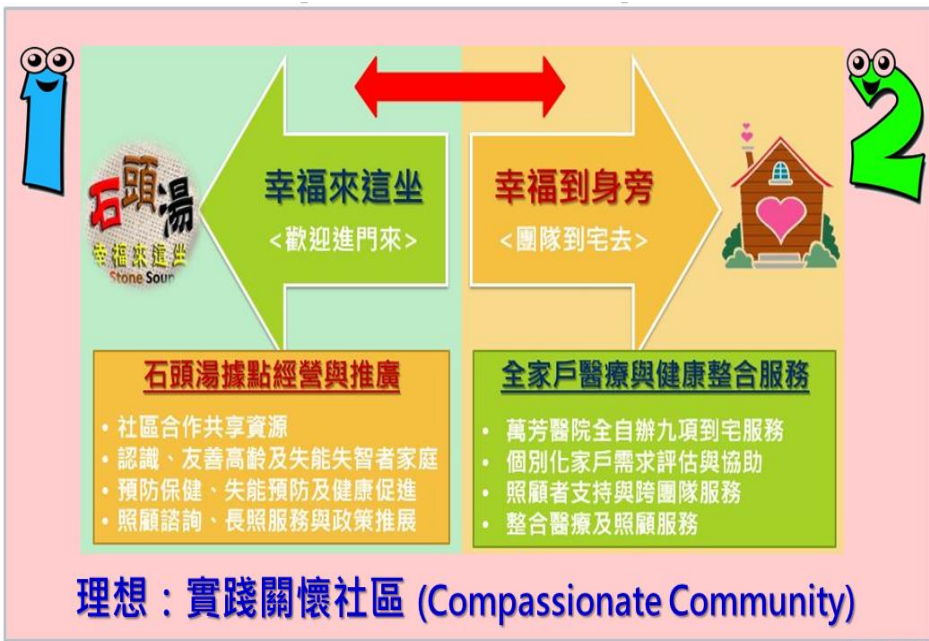 1
2
石頭湯
幸福來這坐
Stone Soup
幸福來這坐
<歡迎進門來>
幸福到身旁
<團隊到宅去>
石頭湯據點經營與推廣
• 社區合作共享資源
• 認識、友善高齡及失能失智者家庭
• 預防保健、失能預防及健康促進
• 照顧諮詢、長照服務與政策推展
全家戶醫療與健康整合服務
• 萬芳醫院全自辦九項到宅服務
• 個別化家戶需求評估與協助
• 照顧者支持與跨團隊服務
• 整合醫療及照顧服務
理想：實踐關懷社區 (Compassionate Community)